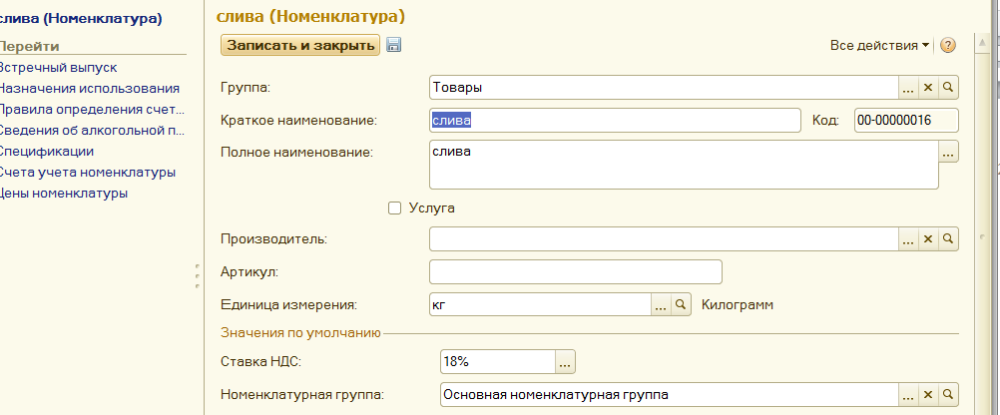 слива (Номенклатура)
Перейти
Встречный выпуск
Назначения использования
Правила определения счет...
Сведения об алкогольной п...
Спецификации
Счета учета номенклатуры
Цены номенклатуры
слива (Номенклатура)
Записать и закрыть
Все действия
Группа: Товары
Краткое наименование: слива Код: 00-00000016
Полное наименование: слива
Услуга
Производитель:
Артикул:
Единица измерения: кг Килограмм
Значения по умолчанию
Ставка НДС: 18%
Номенклатурная группа: Основная номенклатурная группа